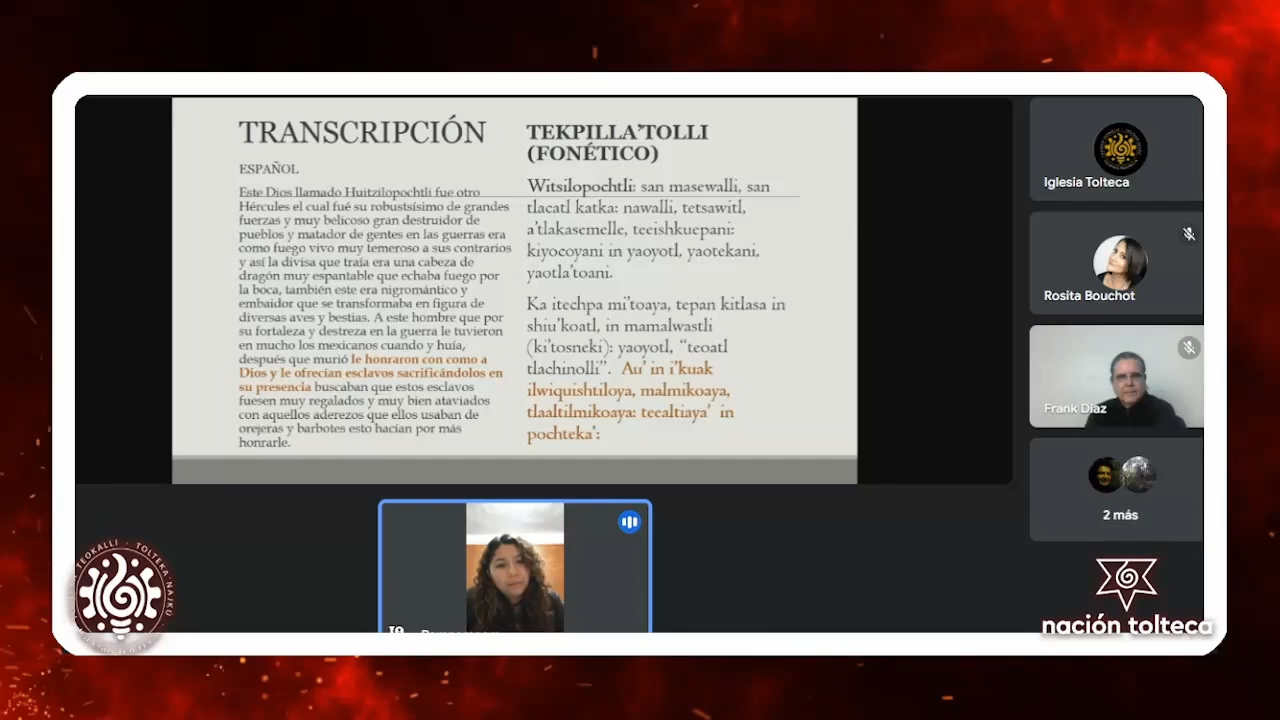 TRANSCRIPCIÓN
ESPAÑOL
Este Dios llamado Huitzilopochtli fue otro
Hércules el cual fué su robustsísimo de grandes
fuerzas y muy belicoso gran destruidor de
pueblos y matador de gentes en las guerras era
como fuego vivo muy temeroso a sus contrarios
y así la divisa que traía era una cabeza de
dragón muy espantable que echaba fuego por
la boca, también este era nigromántico y
embaidor que se transformaba en figura de
diversas aves y bestias. A este hombre que por
su fortaleza y destreza en la guerra le tuvieron
en mucho los mexicanos cuando y huía,
después que murió le honraron con como a
Dios y le ofrecían esclavos sacrificándolos en
su presencia buscaban que estos esclavos
fuesen muy regalados y muy bien ataviados
con aquellos aderezos que ellos usaban de
orejeras y barbotes esto hacían por más
honrarle.
TEKPILLA’TOLLI
(FONÉTICO)
Witsilopochtli: san masewalli, san
tlacatl katka: nawalli, tetsawitl,
a’tlakasemelle, teeishkuepani:
kiyocoyani in yaoyotl, yaotekani,
yaotla’toani.
Ka itechpa mi’toaya, tepan kitlasa in
shiu’koatl, in mamalwastli
(ki’tosneki): yaoyotl, “teoatl
tlachinolli”. Au’ in i’kuak
ilwiquishtiloya, malmikoaya,
tlaaltilmikoaya: teealtiaya’ in
pochteka’:
Iglesia Tolteca
Rosita Bouchot
Frank Díaz
2 más
TEOKALLI · TOLTEKA NAJKU
nación tolteca